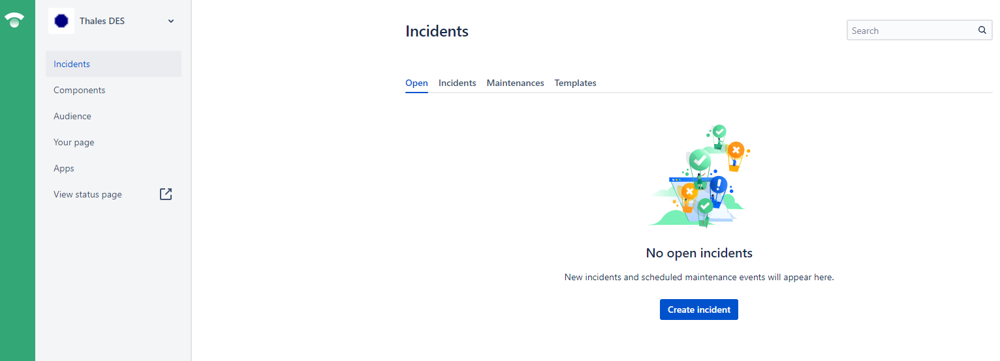 Thales DES
Incidents
Components
Audience
Your page
Apps
View status page
Incidents
Search
Open Incidents Maintenances Templates
No open incidents
New incidents and scheduled maintenance events will appear here.
Create incident